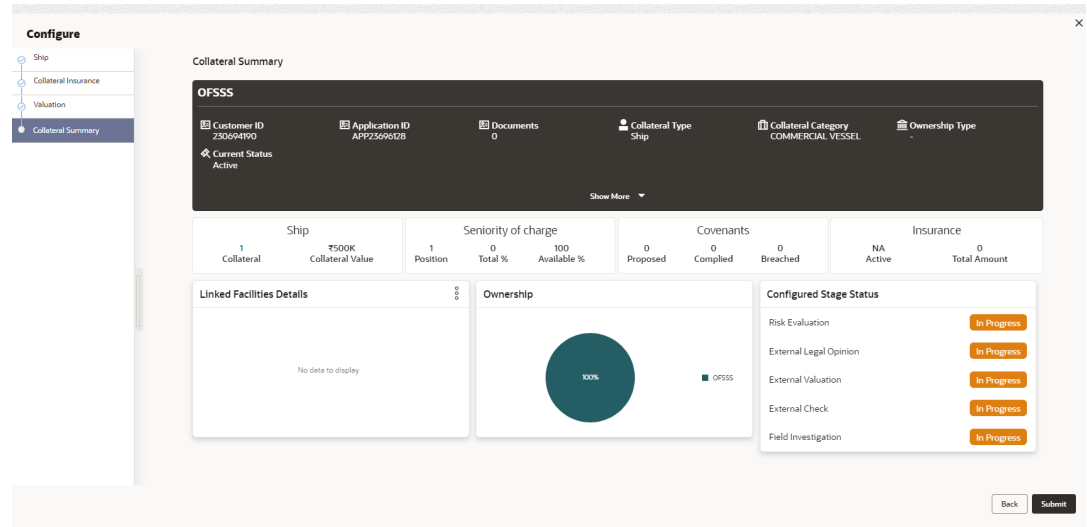 Configure
Ship
Collateral Insurance
Valuation
Collateral Summary
Collateral Summary
OFSSS
Customer ID
230694190
Application ID
APP23696128
Documents
0
Collateral Type
Ship
Collateral Category
COMMERCIAL VESSEL
Ownership Type
-
Current Status
Active
Show More
Ship
1
Collateral
₹500K
Collateral Value
Seniority of charge
1
Position
0
Total %
100
Available %
Covenants
0
Proposed
0
Complied
0
Breached
Insurance
NA
Active
0
Total Amount
Linked Facilities Details
No data to display
Ownership
100%
OFSSS
Configured Stage Status
Risk Evaluation In Progress
External Legal Opinion In Progress
External Valuation In Progress
External Check In Progress
Field Investigation In Progress
Back Submit